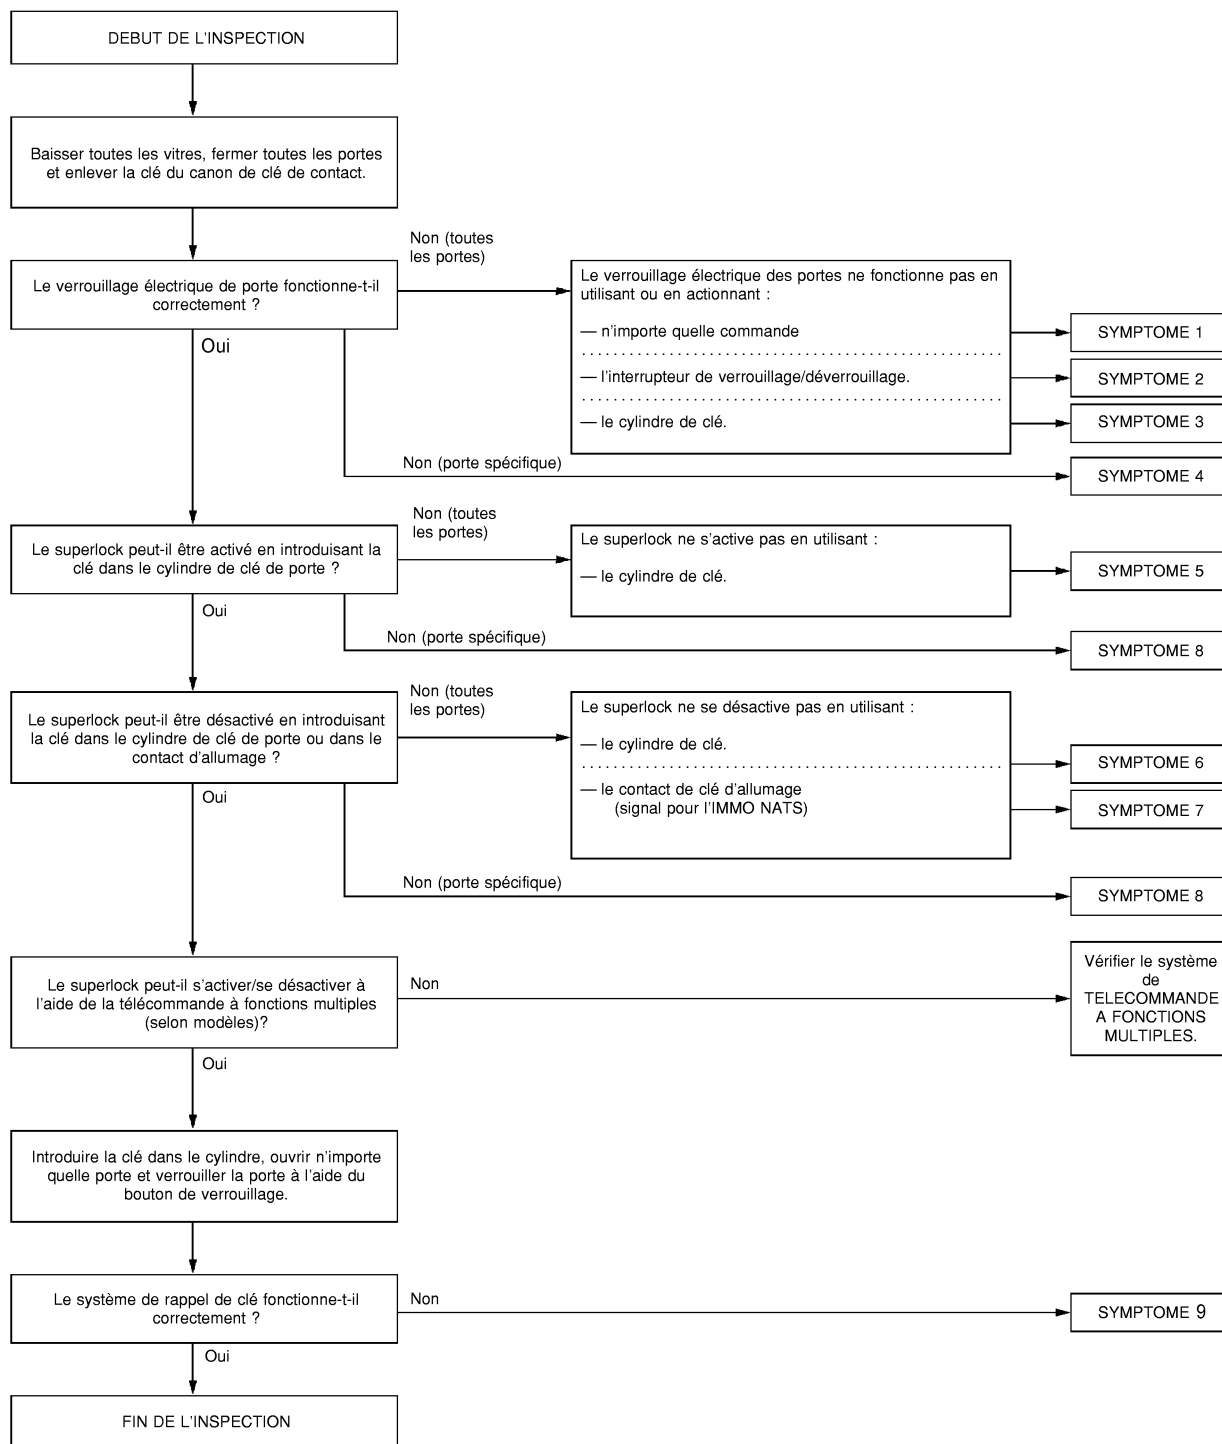 DEBUT DE L'INSPECTION
Baisser toutes les vitres, fermer toutes les portes
et enlever la clé du canon de clé de contact.
Non (toutes
les portes)
Le verrouillage électrique de porte fonctionne-t-il
correctement ?
Le verrouillage électrique des portes ne fonctionne pas en
utilisant ou en actionnant :
— n'importe quelle commande
SYMPTOME 1
Oui
— l'interrupteur de verrouillage/déverrouillage.
SYMPTOME 2
— le cylindre de clé.
SYMPTOME 3
Non (porte spécifique)
SYMPTOME 4
Non (toutes
les portes)
Le superlock peut-il être activé en introduisant la
clé dans le cylindre de clé de porte ?
Le superlock ne s'active pas en utilisant :
— le cylindre de clé.
SYMPTOME 5
Oui
Non (porte spécifique)
SYMPTOME 8
Non (toutes
les portes)
Le superlock peut-il être désactivé en introduisant
la clé dans le cylindre de clé de porte ou dans le
contact d'allumage ?
Le superlock ne se désactive pas en utilisant :
— le cylindre de clé.
SYMPTOME 6
Oui
— le contact de clé d'allumage
(signal pour l'IMMO NATS)
SYMPTOME 7
Non (porte spécifique)
SYMPTOME 8
Le superlock peut-il s'activer/se désactiver à
l'aide de la télécommande à fonctions multiples
(selon modèles)?
Non
Vérifier le système
de
TELECOMMANDE
A FONCTIONS
MULTIPLES.
Oui
Introduire la clé dans le cylindre, ouvrir n'importe
quelle porte et verrouiller la porte à l'aide du
bouton de verrouillage.
Le système de rappel de clé fonctionne-t-il
correctement ?
Non
SYMPTOME 9
Oui
FIN DE L'INSPECTION